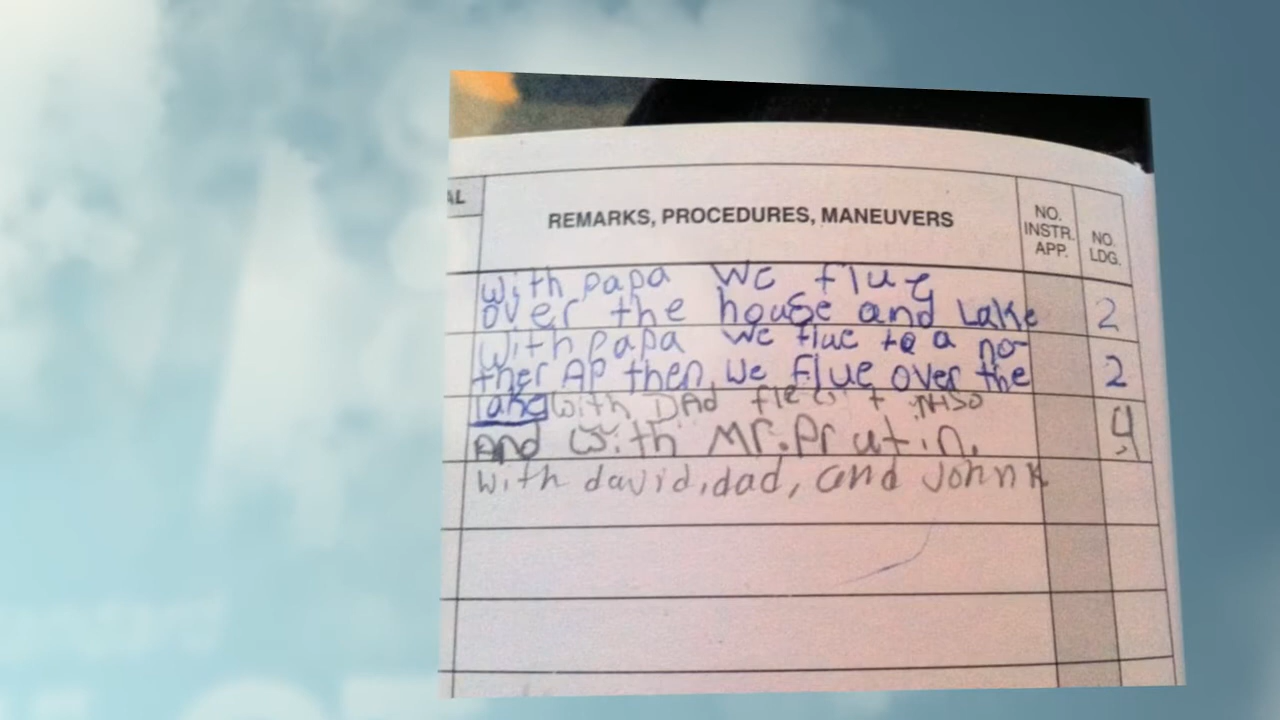 AL
REMARKS, PROCEDURES, MANEUVERS
NO. INSTR. APP.
NO. LDG.
with papa We flue
over the house and Lake 2
With papa we flue to a no
ther AP then we flue over the 2
lake with DAD flew
And with Mr. 4
with david, dad, and John K